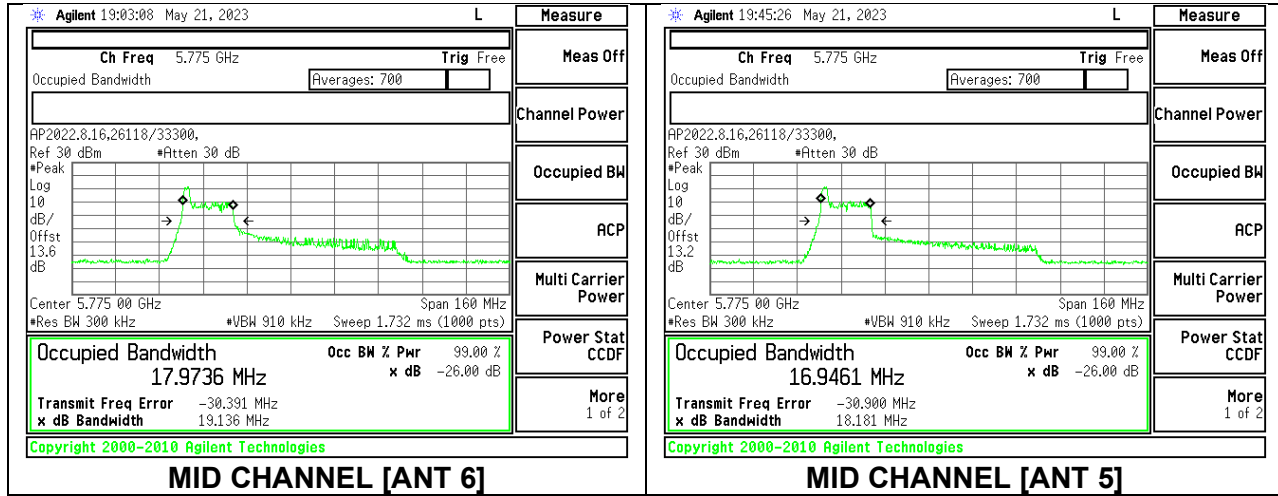 Agilent 19:03:08 May 21, 2023 L Measure
Ch Freq 5.775 GHz Trig Free
Meas Off
Occupied Bandwidth Averages: 700
Channel Power
AP2022.8.16,26118/33300,
Ref 30 dBm #Atten 30 dB
#Peak
Log
10
dB/
Offst
13.6
dB
Occupied BW
ACP
Multi Carrier
Power
Center 5.775 00 GHz Span 160 MHz
#Res BW 300 kHz #VBW 910 kHz Sweep 1.732 ms (1000 pts)
Power Stat
CCDF
Occupied Bandwidth Occ BW % Pwr 99.00 %
17.9736 MHz x dB -26.00 dB
Transmit Freq Error -30.391 MHz
x dB Bandwidth 19.136 MHz
More
1 of 2
Copyright 2000-2010 Agilent Technologies
MID CHANNEL [ANT 6]
Agilent 19:45:26 May 21, 2023 L Measure
Ch Freq 5.775 GHz Trig Free
Meas Off
Occupied Bandwidth Averages: 700
Channel Power
AP2022.8.16,26118/33300,
Ref 30 dBm #Atten 30 dB
#Peak
Log
10
dB/
Offst
13.2
dB
Occupied BW
ACP
Multi Carrier
Power
Center 5.775 00 GHz Span 160 MHz
#Res BW 300 kHz #VBW 910 kHz Sweep 1.732 ms (1000 pts)
Power Stat
CCDF
Occupied Bandwidth Occ BW % Pwr 99.00 %
16.9461 MHz x dB -26.00 dB
Transmit Freq Error -30.900 MHz
x dB Bandwidth 18.181 MHz
More
1 of 2
Copyright 2000-2010 Agilent Technologies
MID CHANNEL [ANT 5]